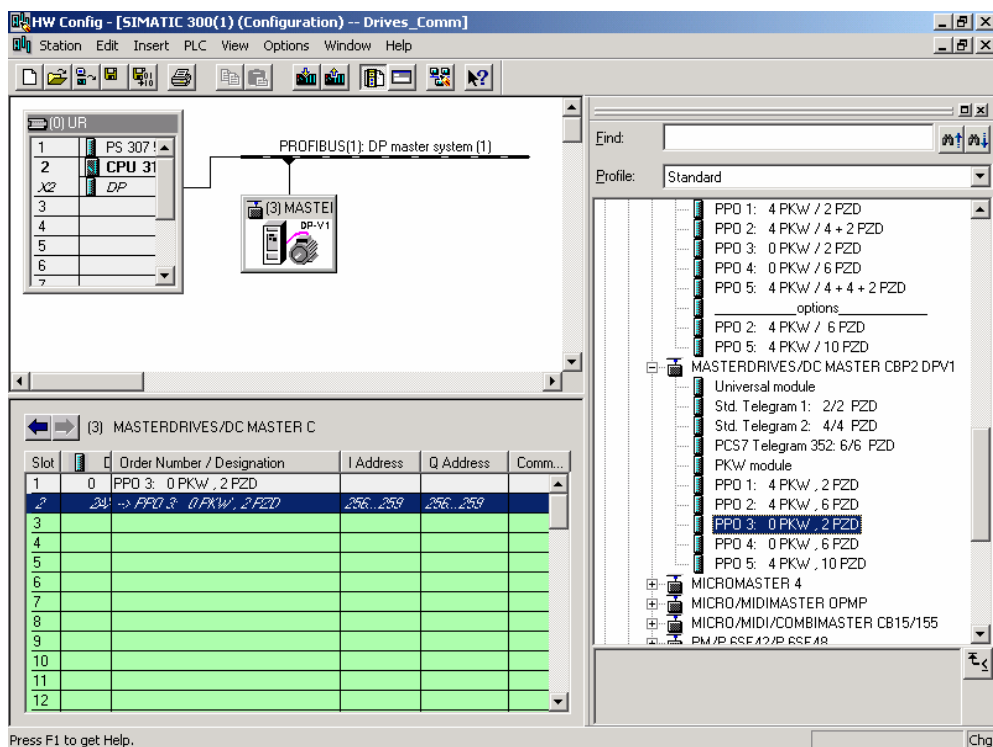 HW Config - [SIMATIC 300(1) (Configuration) -- Drives_Comm]
Station Edit Insert PLC View Options Window Help
(0) UR
1 PS 307
2 CPU 31
X2 DP
3
4
5
6
7
PROFIBUS(1): DP master system (1)
(3) MASTE
DP-V1
(3) MASTERDRIVES/DC MASTER C
Slot D Order Number / Designation I Address Q Address Comm...
1 0 PPO 3: 0 PKW , 2 PZD
2 --> PPO 3: 0 PKW , 2 PZD 256...259 256...259
3
4
5
6
7
8
9
10
11
12
Find:
Profile: Standard
PPO 1: 4 PKW / 2 PZD
PPO 2: 4 PKW / 4 + 2 PZD
PPO 3: 0 PKW / 2 PZD
PPO 4: 0 PKW / 6 PZD
PPO 5: 4 PKW / 4 + 4 + 2 PZD
____________options____________
PPO 2: 4 PKW / 6 PZD
PPO 5: 4 PKW / 10 PZD
MASTERDRIVES/DC MASTER CBP2 DPV1
Universal module
Std. Telegram 1: 2/2 PZD
Std. Telegram 2: 4/4 PZD
PCS7 Telegram 352: 6/6 PZD
PKW module
PPO 1: 4 PKW , 2 PZD
PPO 2: 4 PKW , 6 PZD
PPO 3: 0 PKW , 2 PZD
PPO 4: 0 PKW , 6 PZD
PPO 5: 4 PKW , 10 PZD
MICROMASTER 4
MICRO/MIDIMASTER OPMP
MICRO/MIDI/COMBIMASTER CB15/155
PM/P 6SE42/P 6SE48
Press F1 to get Help.
Chg